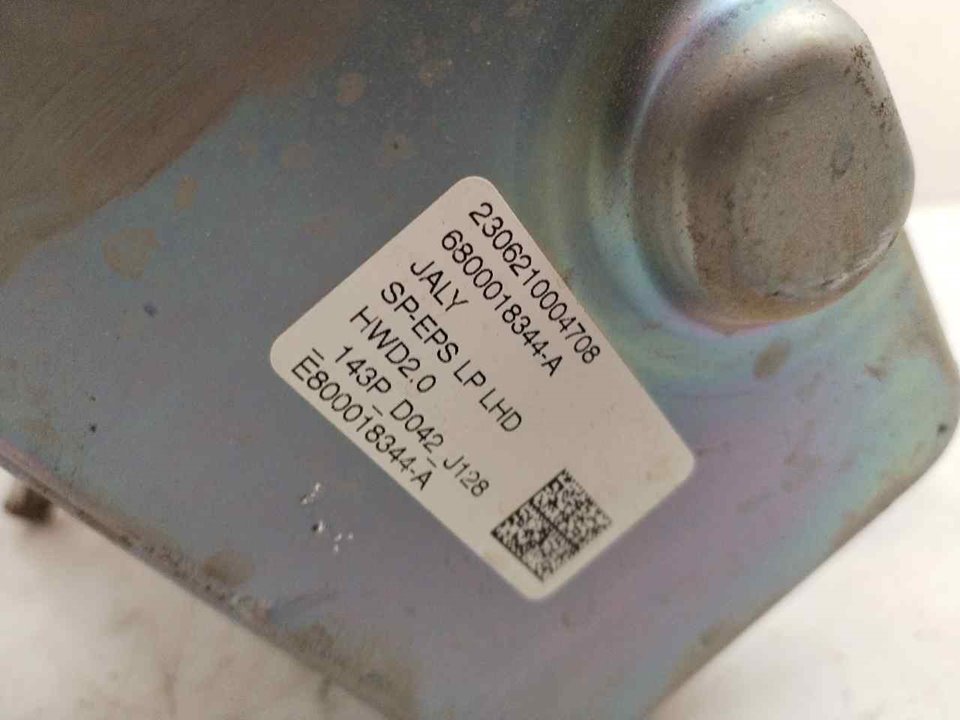 2306210004708
6800018344-A
JALY
SP-EPS LP LHD
HWD2.0
143P_D042_J128
E800018344-A